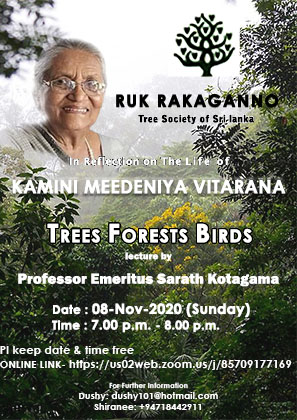 RUK RAKAGANNO
Tree Society of Sri lanka
In Reflection on The Life of
KAMINI MEEDENIYA VITARANA
TREES FORESTS BIRDS
lecture by
Professor Emeritus Sarath Kotagama
Date : 08-Nov-2020 (Sunday)
Time : 7.00 p.m. - 8.00 p.m.
Pl keep date & time free
ONLINE LINK- https://us02web.zoom.us/j/85709177169
For Further Information
Dusby: dushy101@hotmail.com
Shiranee: +94718442911